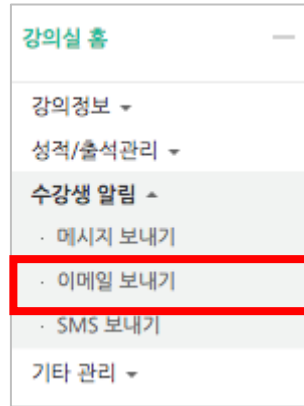 강의실 홈
강의정보
성적/출석관리
수강생 알림
· 메시지 보내기
· 이메일 보내기
· SMS 보내기
기타 관리